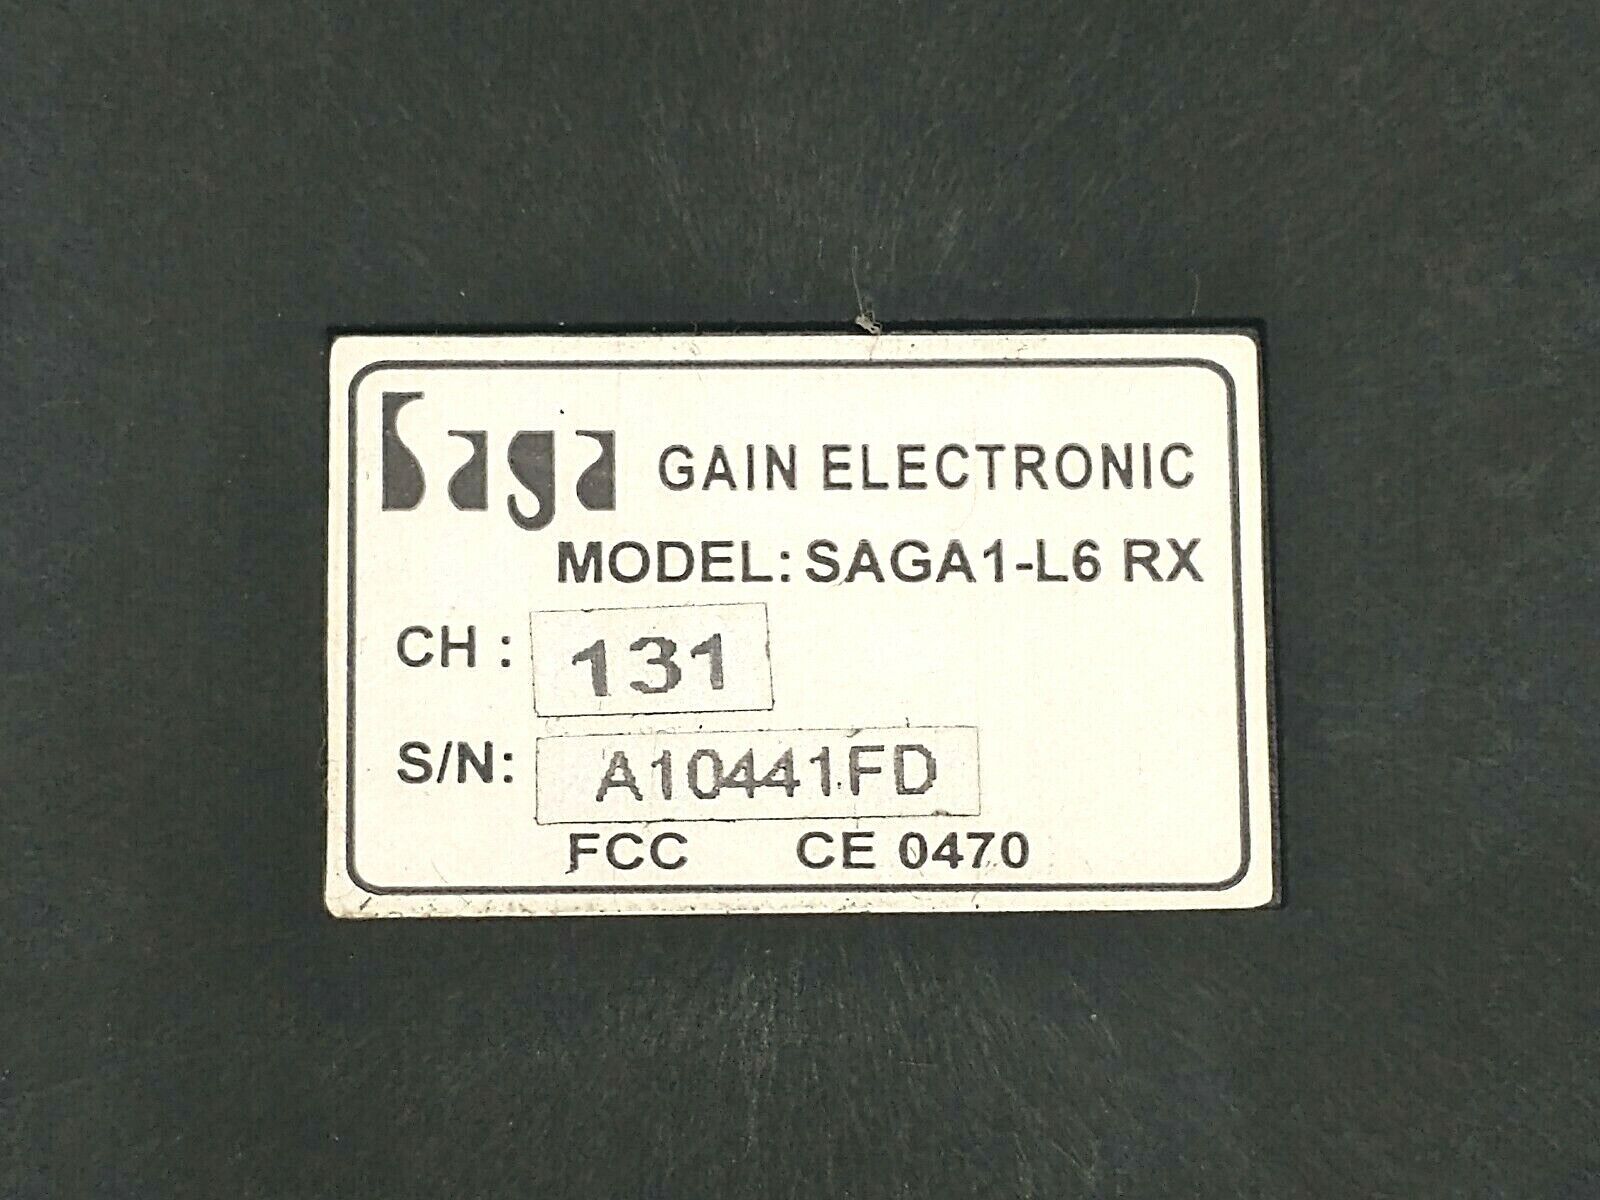 Saga GAIN ELECTRONIC
MODEL: SAGA1-L6 RX
CH : 131
S/N: A10441FD
FCC CE 0470